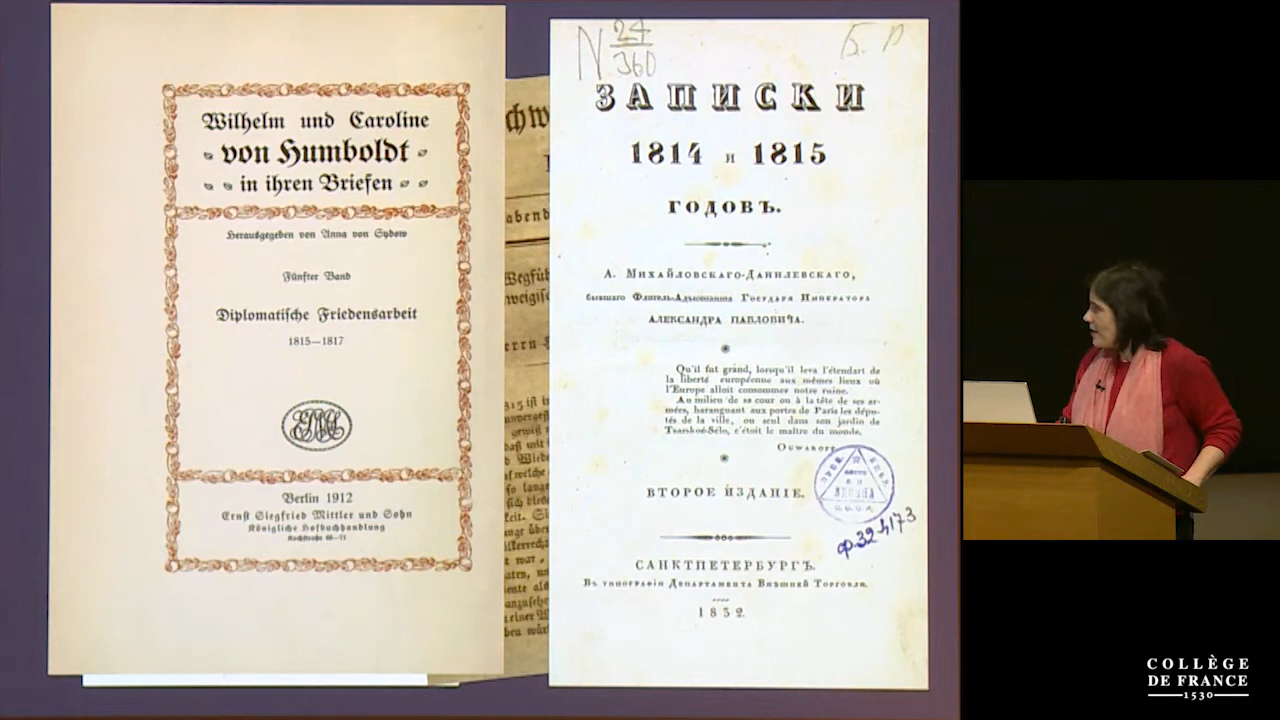 Wilhelm und Caroline
von Humboldt
in ihren Briefen
Herausgegeben von Anna von Sydow
Fünfter Band
Diplomatische Friedensarbeit
1815—1817
Berlin 1912
Ernst Siegfried Mittler und Sohn
Königliche Hofbuchhandlung
N 24
360
ЗАПИСКИ
1814 и 1815
ГОДОВЪ.
А. Михайловскаго-Данилевскаго,
бывшаго Флигель-Адъютанта Государя Императора
АЛЕКСАНДРА ПАВЛОВИЧА.
Qu'il fut grand, lorsqu'il leva l'étendart de
la liberté européenne aux mêmes lieux où
l'Europe alloit consommer notre ruine.
Au milieu de sa cour ou à la tête de ses ar-
mées, haranguant aux portes de Paris les dépu-
tés de la ville, ou seul dans son jardin de
Tsarskoé-Sélo, c'étoit le maître du monde.
Ouwaroff.
ВТОРОЕ ИЗДАНІЕ.
САНКТПЕТЕРБУРГЪ.
Въ типографіи Департамента Внѣшней Торговли.
1832.
COLLÈGE
DE FRANCE
1530